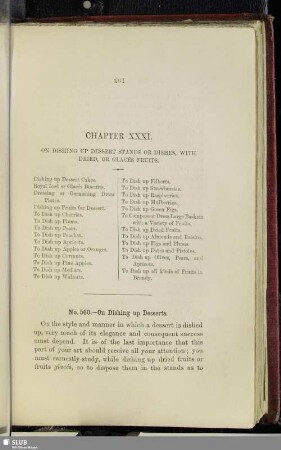 CHAPTER XXXI.
ON DISHING UP DESSERT STANDS OR DISHES, WITH
DRIED, OR GLACÉS FRUITS.
Dishing up Dessert Cakes.
Royal Iced or Glacés Biscuits.
Dressing or Garnishing Dress
Plates.
Dishing up Fruits for Dessert.
To Dish up Cherries.
To Dish up Plums.
To Dish up Pears.
To Dish up Peaches.
To Dish up Apricots.
To Dish up Apples or Oranges.
To Dish up Currants.
To Dish up Pine Apples.
To Dish up Medlars.
To Dish up Walnuts.
To Dish up Filberts.
To Dish up Strawberries.
To Dish up Raspberries.
To Dish up Mulberries.
To Dish up Green Figs.
To Compose or Dress Large Baskets
with a Variety of Fruits.
To Dish up Dried Fruits.
To Dish up Almonds and Raisins.
To Dish up Figs and Plums.
To Dish up Dates and Pistoles.
To Dish up Olives, Pears, and
Apricots.
To Dish up all Kinds of Fruits in
Brandy.
No. 560.—On Dishing up Desserts.
On the style and manner in which a dessert is dished
up, very much of its elegance and consequent success
must depend. It is of the last importance that this
part of your art should receive all your attention; you
must correctly study, while dishing up dried fruits or
fruits glacés, so to dispose them in the stands as to
SLUB